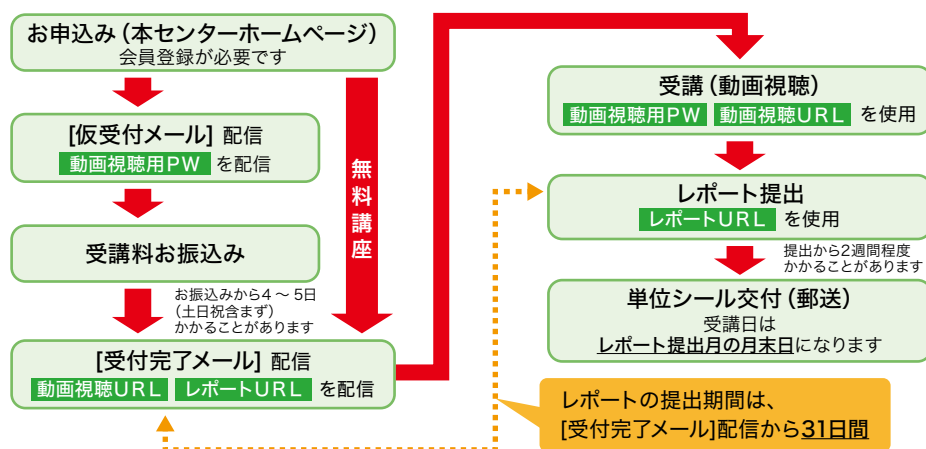 お申込み（本センターホームページ）
会員登録が必要です
[仮受付メール] 配信
動画視聴用PW を配信
受講料お振込み
お振込みから4 ～ 5日
（土日祝含まず）
かかることがあります
無料講座
[受付完了メール] 配信
動画視聴URL レポートURL を配信
受講（動画視聴）
動画視聴用PW 動画視聴URL を使用
レポート提出
レポートURL を使用
提出から2週間程度
かかることがあります
単位シール交付（郵送）
受講日は
レポート提出月の月末日になります
レポートの提出期間は、
[受付完了メール]配信から31日間